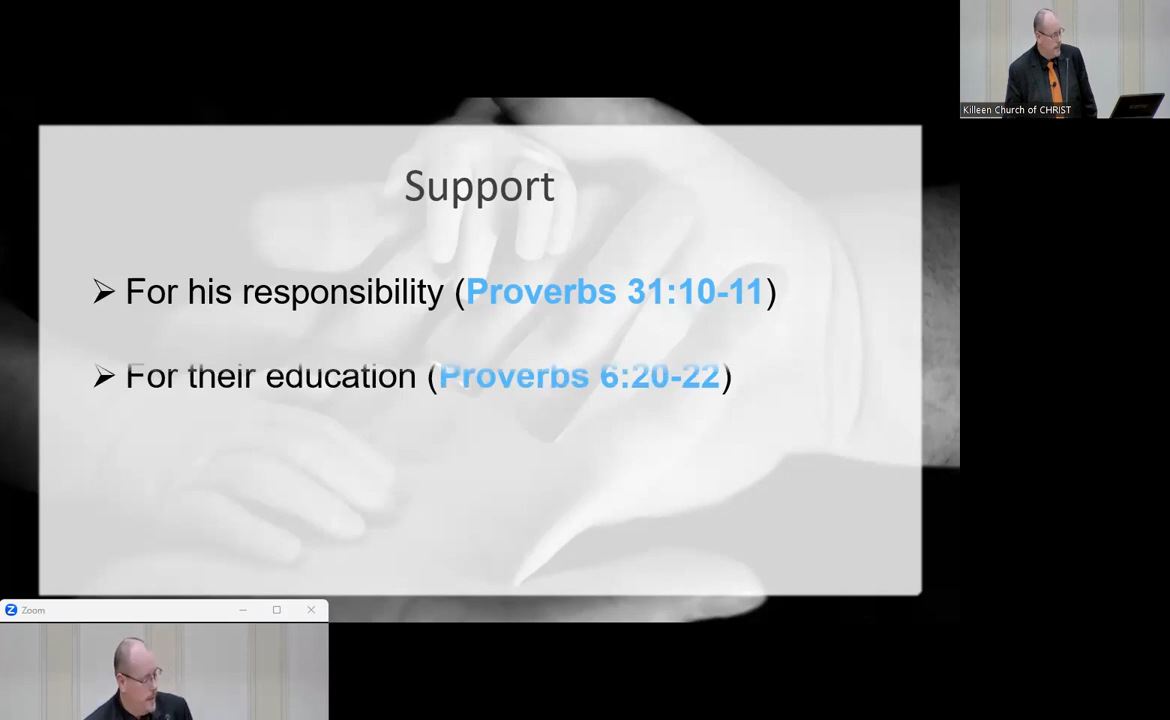 Support
➢ For his responsibility (Proverbs 31:10-11)
➢ For their education (Proverbs 6:20-22)
Killeen Church of CHRIST
Zoom